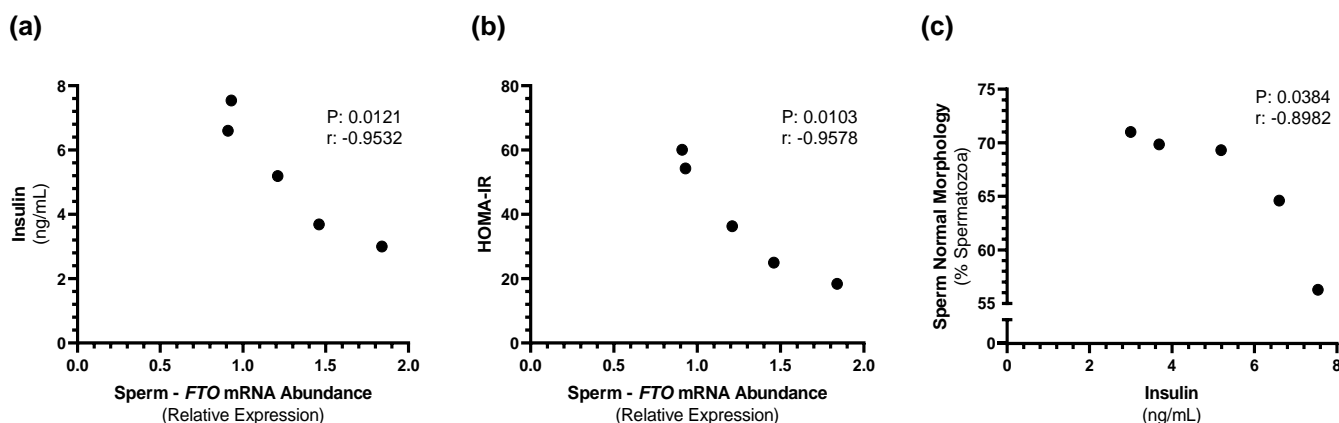 (a)
P: 0.0121
r: -0.9532
Insulin
(ng/mL)
8
6
4
2
0
0.0 0.5 1.0 1.5 2.0
Sperm - FTO mRNA Abundance
(Relative Expression)
(b)
P: 0.0103
r: -0.9578
HOMA-IR
80
60
40
20
0
0.0 0.5 1.0 1.5 2.0
Sperm - FTO mRNA Abundance
(Relative Expression)
(c)
P: 0.0384
r: -0.8982
Sperm Normal Morphology
(% Spermatozoa)
75
70
65
60
55
0
0 2 4 6 8
Insulin
(ng/mL)